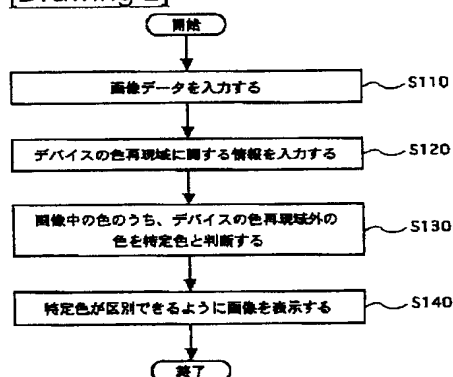 [Drawing 2]
開始
画像データを入力する
S110
デバイスの色再現域に関する情報を入力する
S120
画像中の色のうち、デバイスの色再現域外の
色を特定色と判断する
S130
特定色が区別できるように画像を表示する
S140
終了